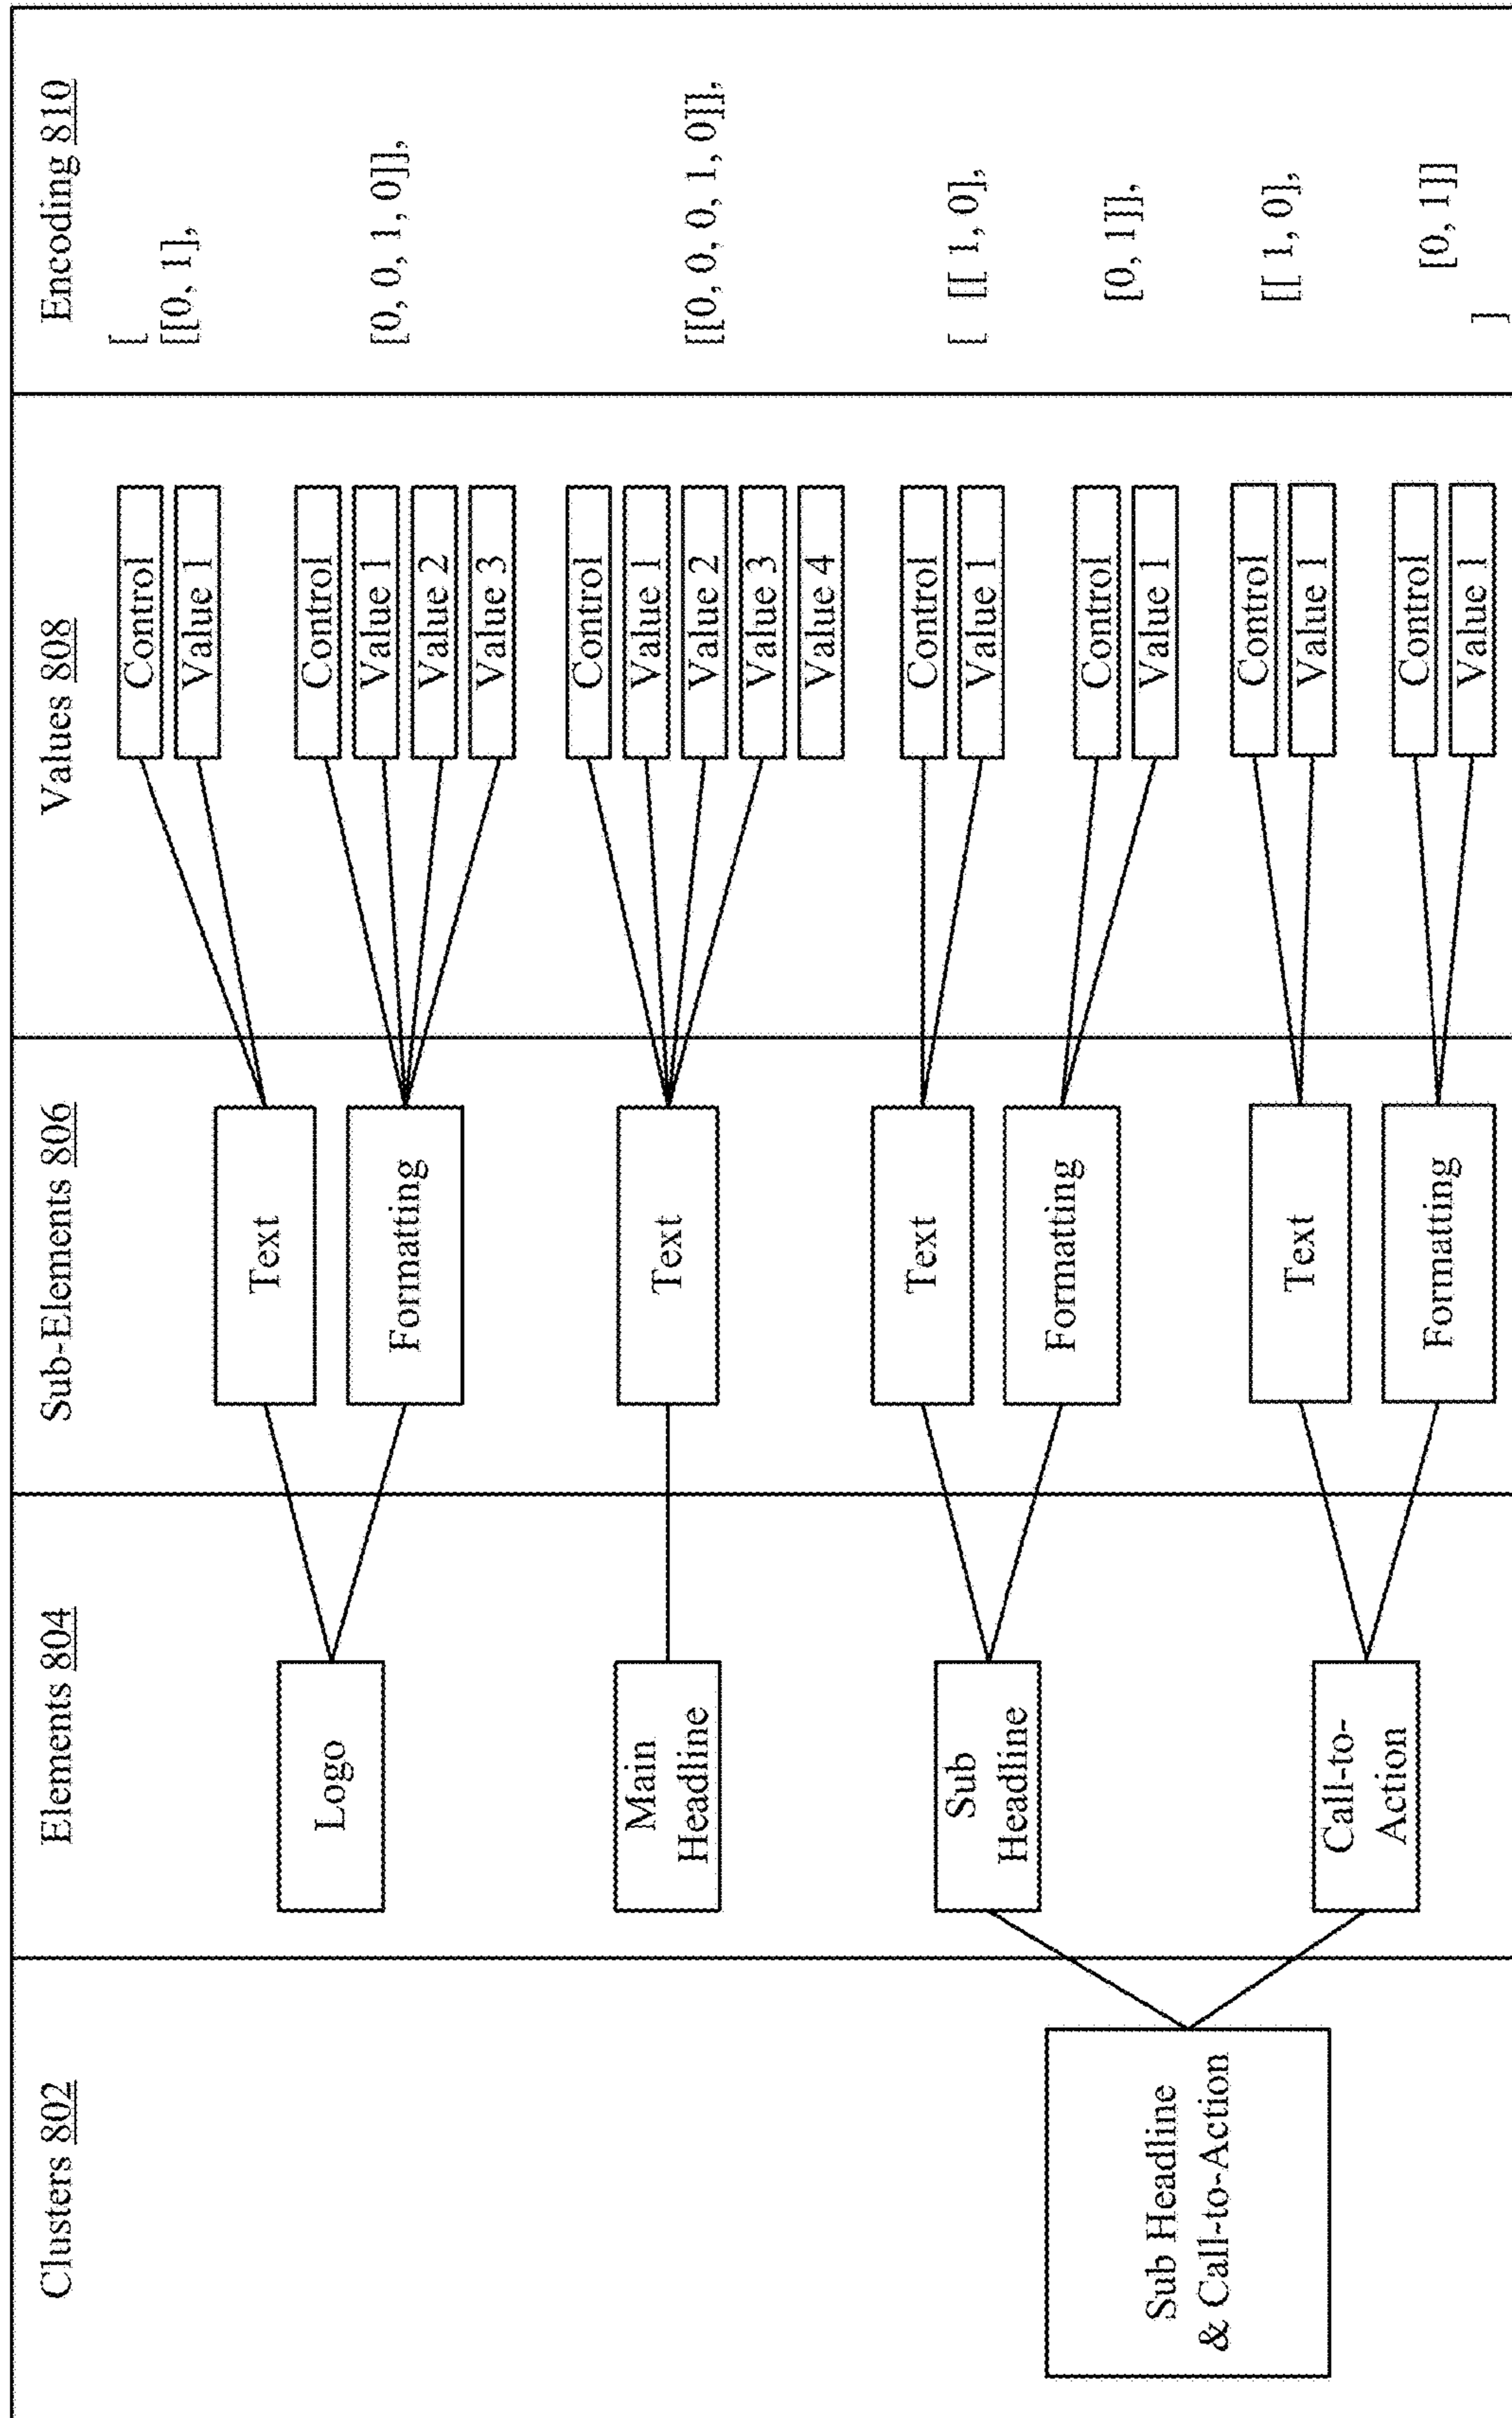 Clusters 802
Elements 804
Sub-Elements 806
Values 808
Encoding 810
[
Logo
Text
Control
Value 1
[[0, 1],
Formatting
Control
Value 1
Value 2
Value 3
[0, 0, 1, 0]],
Main
Headline
Text
Control
Value 1
Value 2
Value 3
Value 4
[[0, 0, 0, 1, 0]],
Sub Headline
& Call-to-Action
Sub
Headline
Text
Control
Value 1
[ [[ 1, 0],
Formatting
Control
Value 1
[0, 1]],
Call-to-
Action
Text
Control
Value 1
[[ 1, 0],
Formatting
Control
Value 1
[0, 1]]
]